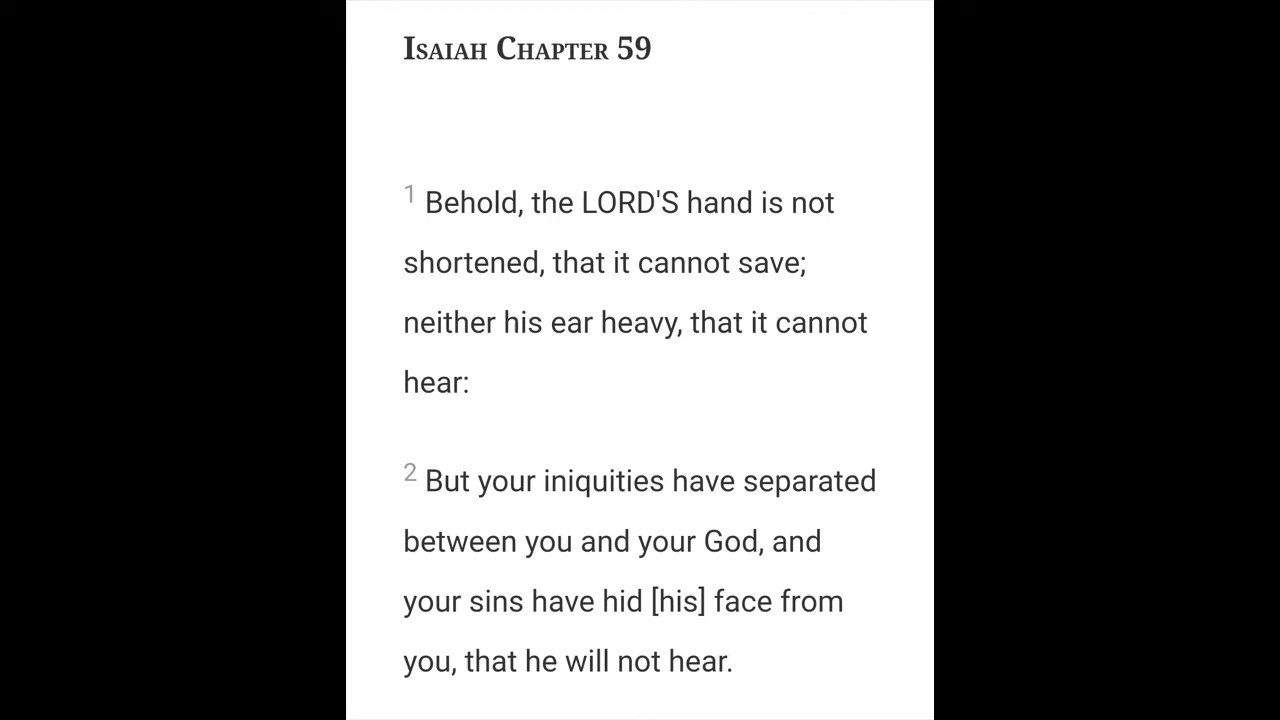 Isaiah Chapter 59
1 Behold, the LORD'S hand is not
shortened, that it cannot save;
neither his ear heavy, that it cannot
hear:
2 But your iniquities have separated
between you and your God, and
your sins have hid [his] face from
you, that he will not hear.